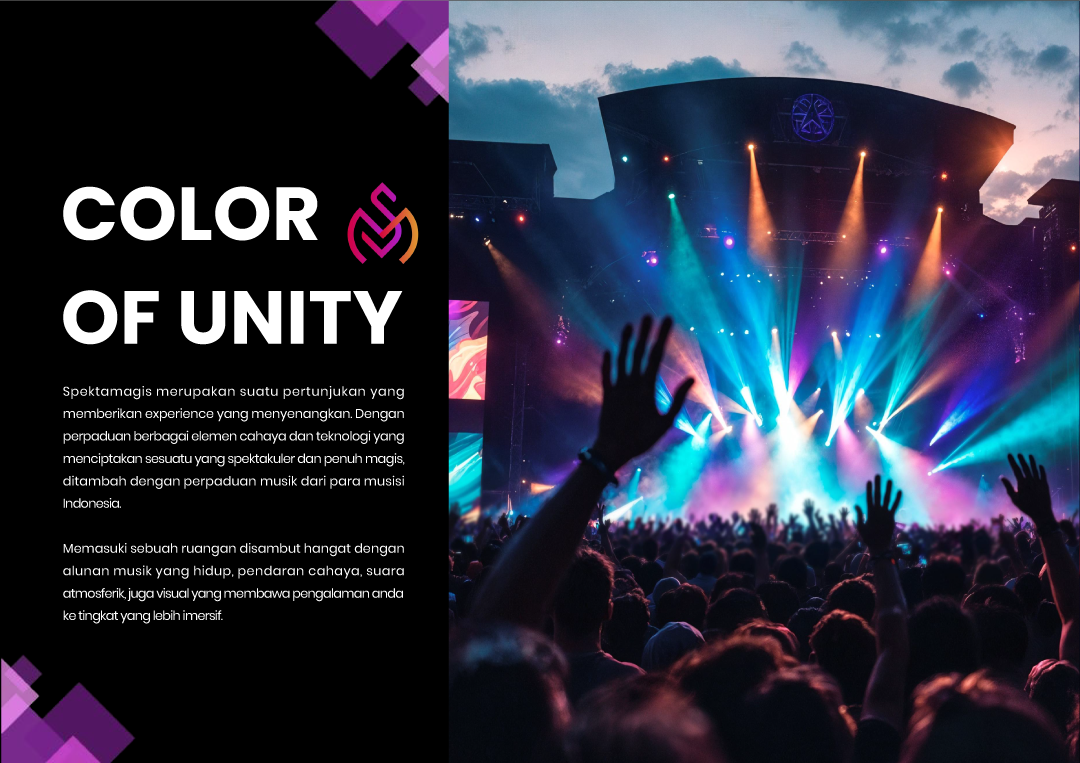 COLOR
OF UNITY
Spektamagis merupakan suatu pertunjukan yang
memberikan experience yang menyenangkan. Dengan
perpaduan berbagai elemen cahaya dan teknologi yang
menciptakan sesuatu yang spektakuler dan penuh magis,
ditambah dengan perpaduan musik dari para musisi
Indonesia.
Memasuki sebuah ruangan disambut hangat dengan
alunan musik yang hidup, pendaran cahaya, suara
atmosferik, juga visual yang membawa pengalaman anda
ke tingkat yang lebih imersif.